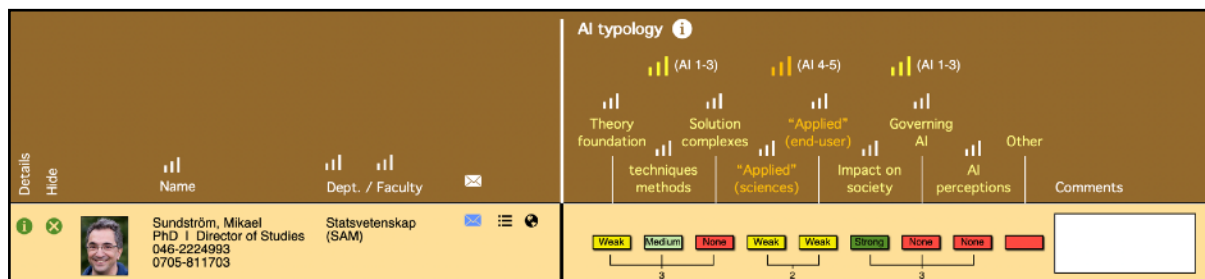 AI typology i
(AI 1-3) (AI 4-5) (AI 1-3)
Theory foundation
techniques methods
Solution complexes
“Applied” (sciences)
“Applied” (end-user)
Impact on society
Governing AI
AI perceptions
Other
Comments
Details
Hide
Name
Dept. / Faculty
i
Sundström, Mikael
PhD I Director of Studies
046-2224993
0705-811703
Statsvetenskap
(SAM)
Weak Medium None Weak Weak Strong None None
3 2 3